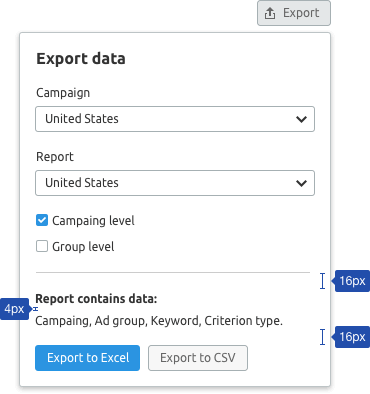 Export
Export data
Campaign
United States
Report
United States
Campaing level
Group level
16px
Report contains data:
4px
Campaing, Ad group, Keyword, Criterion type.
16px
Export to Excel
Export to CSV